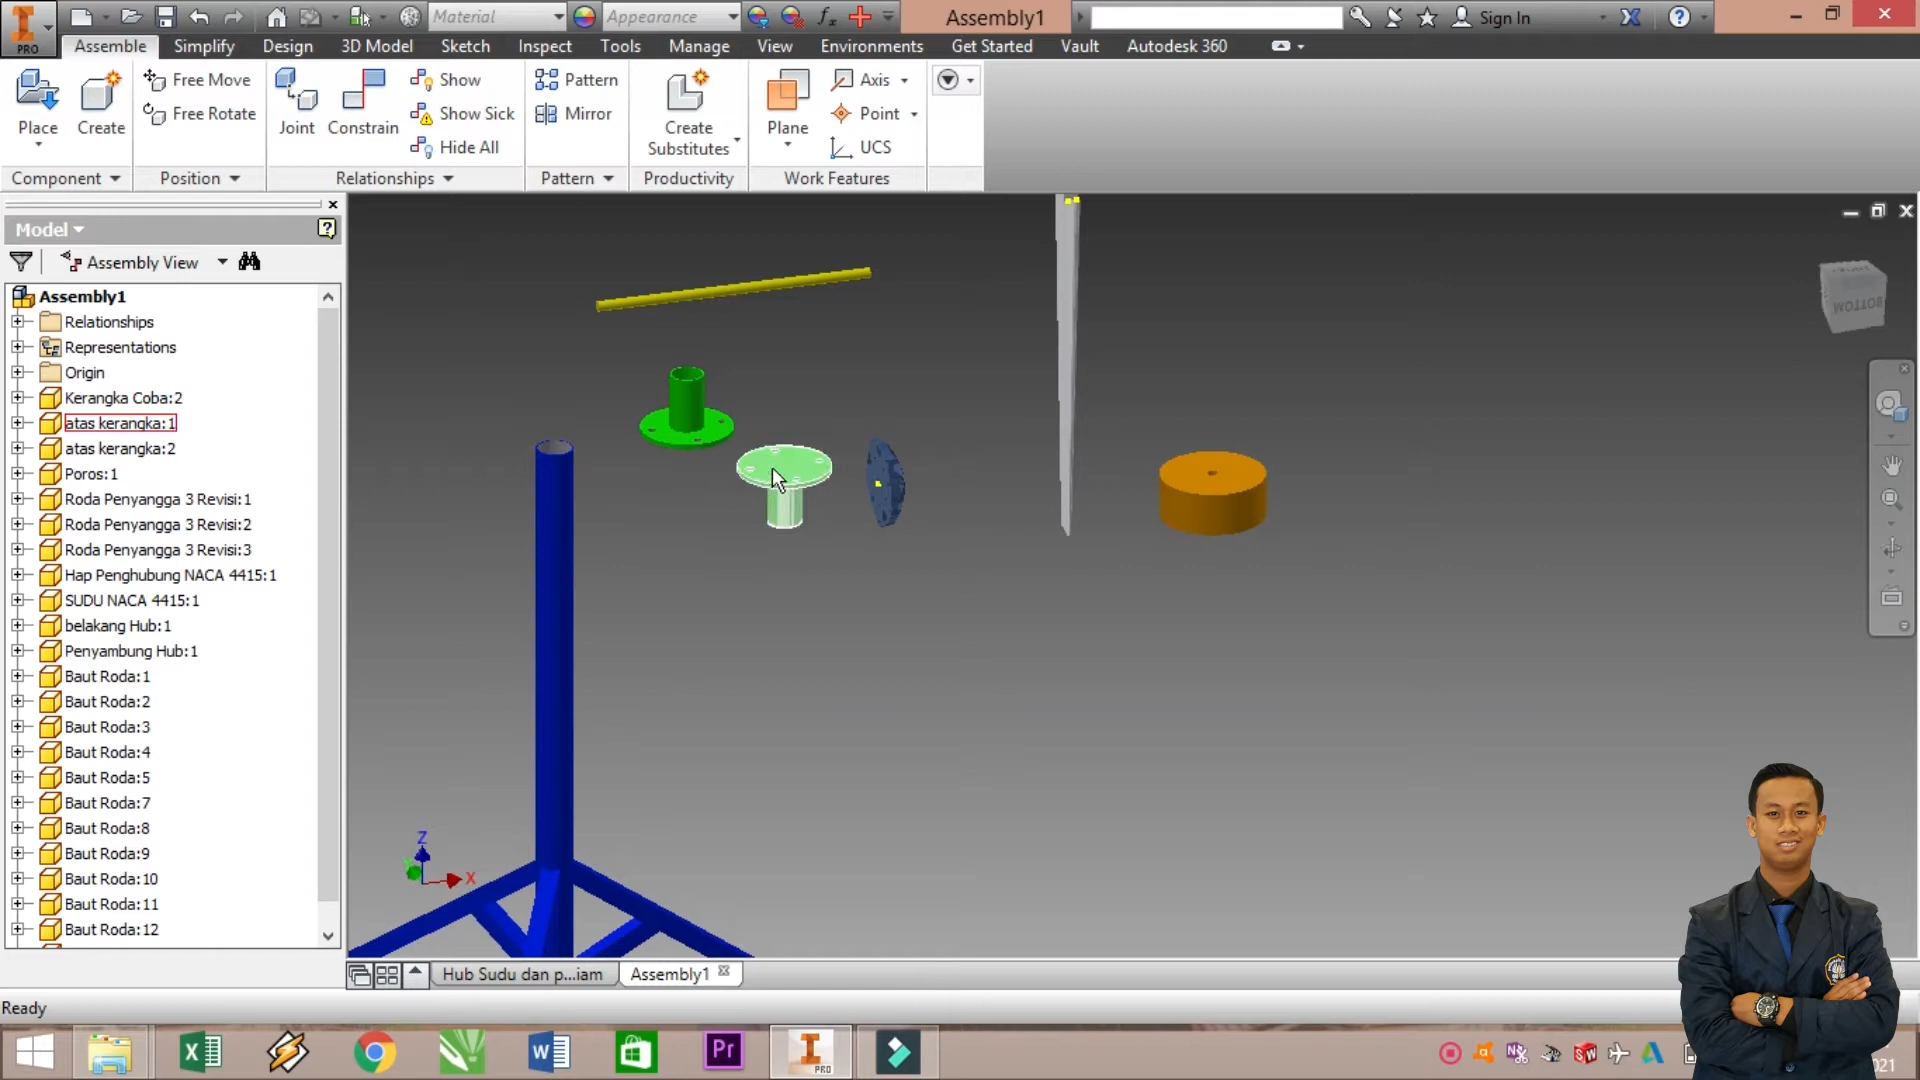 PRO
Material
Appearance
Assembly1
Sign In
Assemble
Simplify
Design
3D Model
Sketch
Inspect
Tools
Manage
View
Environments
Get Started
Vault
Autodesk 360
Place
Create
Free Move
Free Rotate
Joint
Constrain
Show
Show Sick
Hide All
Pattern
Mirror
Create
Substitutes
Plane
Axis
Point
UCS
Component
Position
Relationships
Pattern
Productivity
Work Features
Model
Assembly View
Assembly1
Relationships
Representations
Origin
Kerangka Coba:2
atas kerangka:1
atas kerangka:2
Poros:1
Roda Penyangga 3 Revisi:1
Roda Penyangga 3 Revisi:2
Roda Penyangga 3 Revisi:3
Hap Penghubung NACA 4415:1
SUDU NACA 4415:1
belakang Hub:1
Penyambung Hub:1
Baut Roda:1
Baut Roda:2
Baut Roda:3
Baut Roda:4
Baut Roda:5
Baut Roda:7
Baut Roda:8
Baut Roda:9
Baut Roda:10
Baut Roda:11
Baut Roda:12
BOTTOM
Z
X
Hub Sudu dan p...iam
Assembly1
Ready
Pr
PRO
021